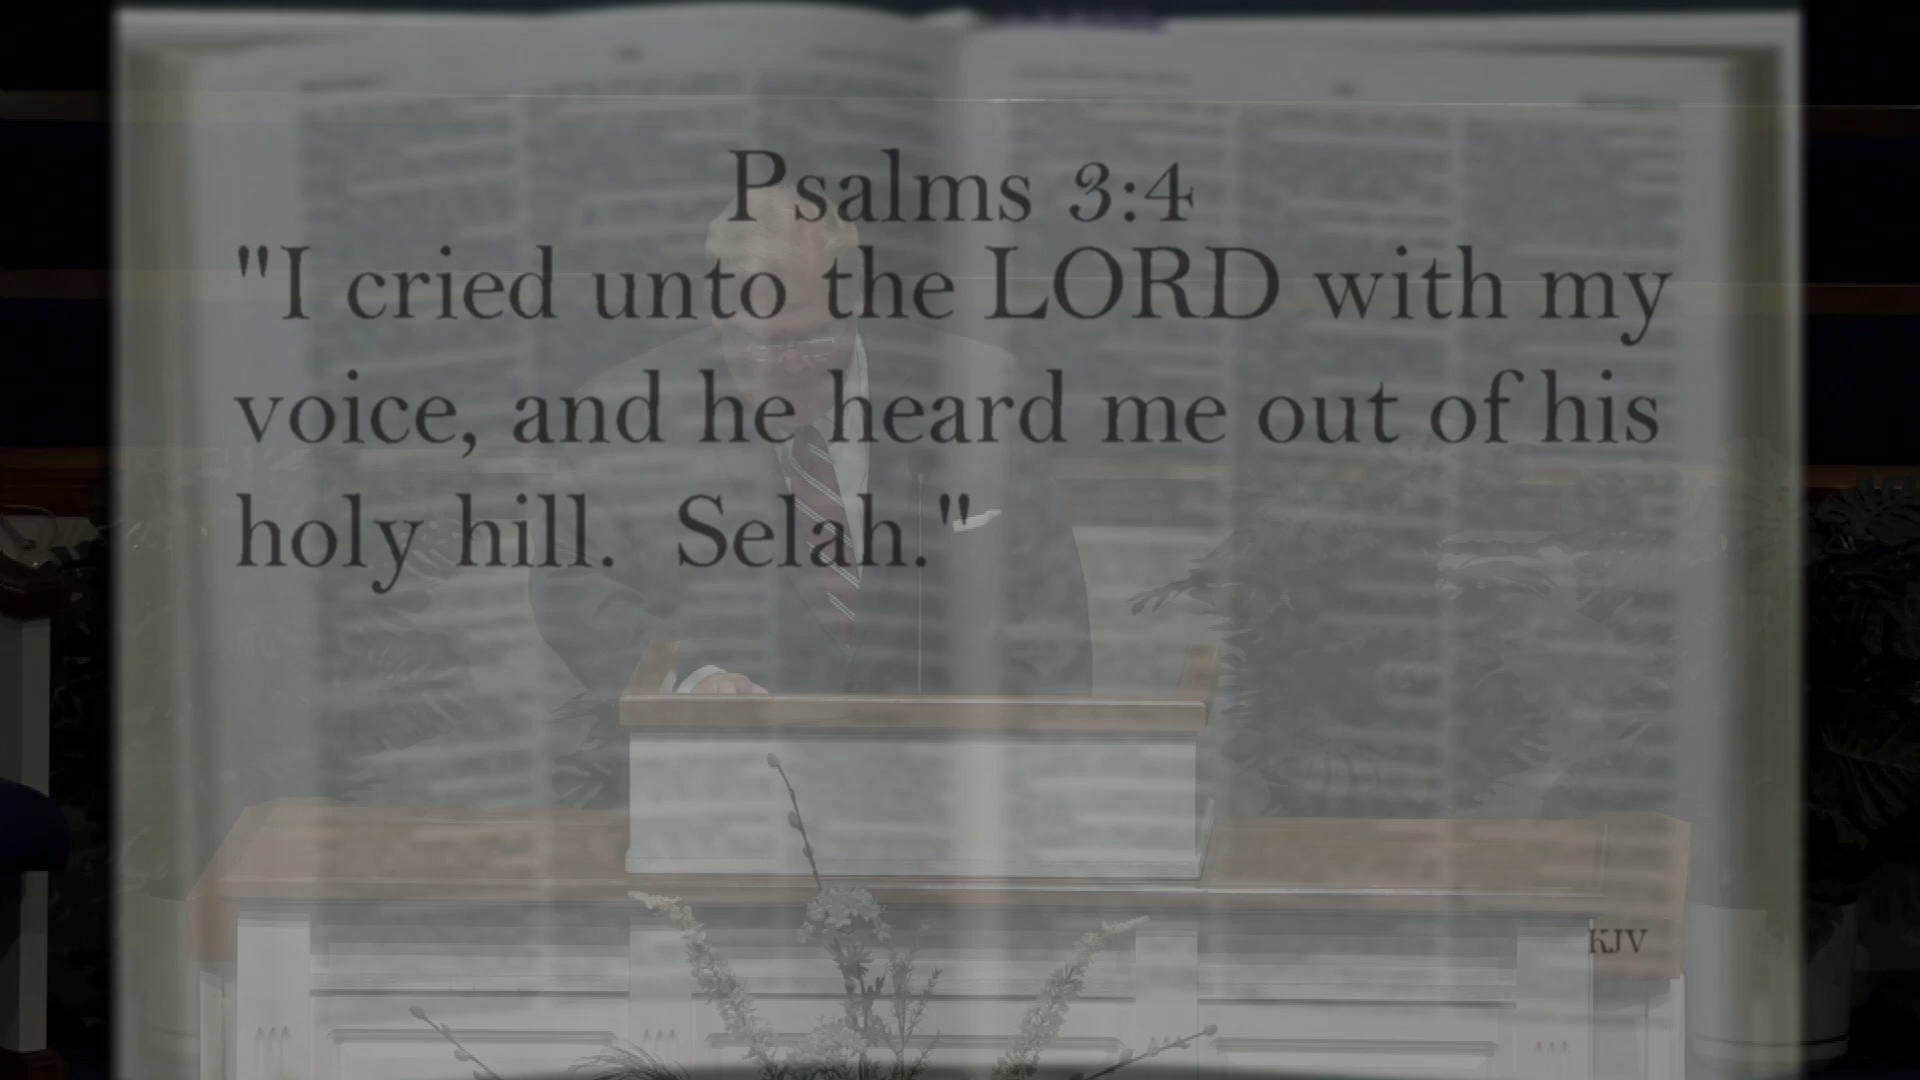 Psalms 3:4
"I cried unto the LORD with my
voice, and he heard me out of his
holy hill.  Selah."
KJV